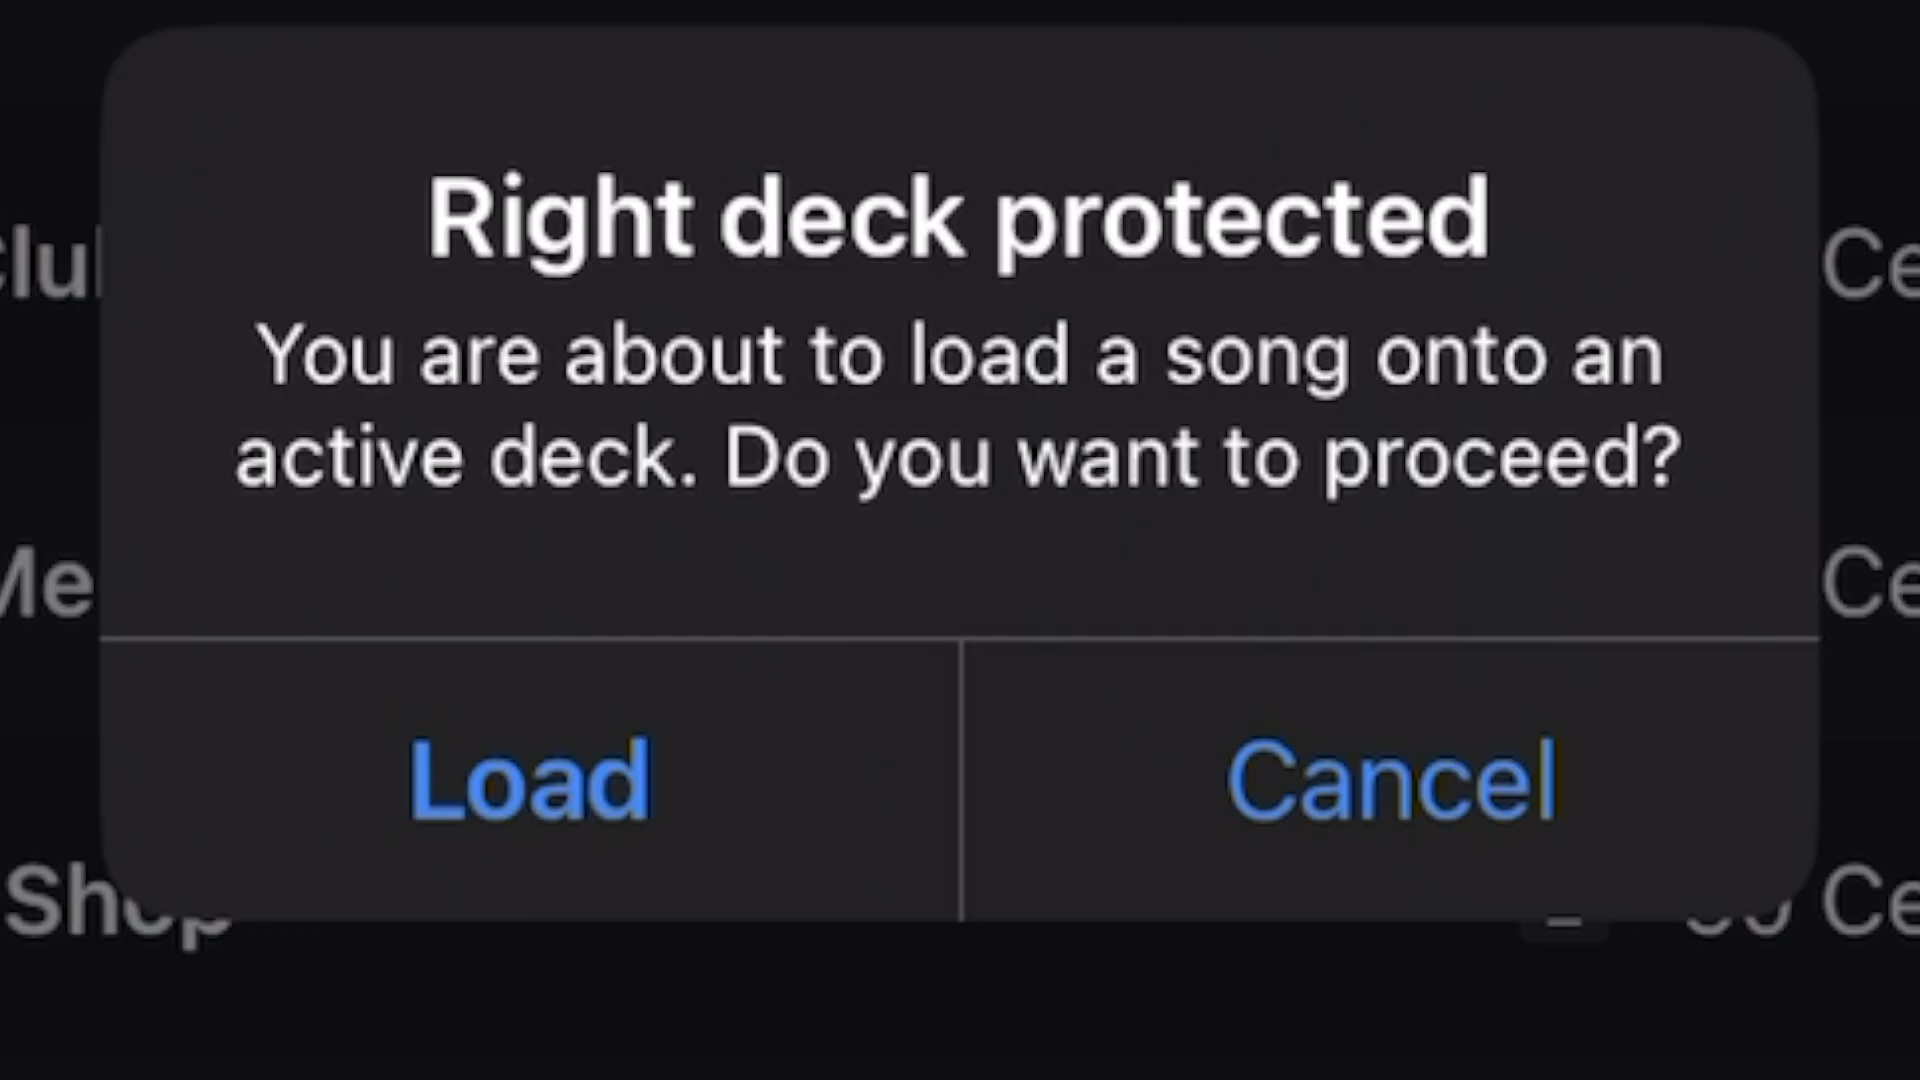 Right deck protected
You are about to load a song onto an
active deck. Do you want to proceed?
Load
Cancel
Shop